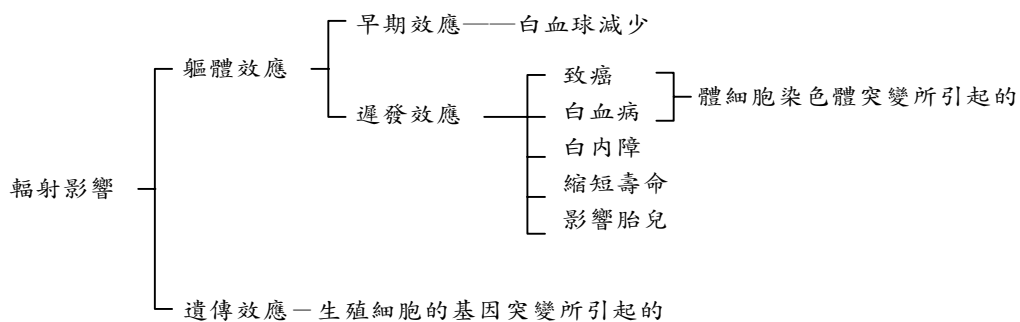 早期效應——白血球減少
軀體效應
致癌
體細胞染色體突變所引起的
遲發效應
白血病
白內障
輻射影響
縮短壽命
影響胎兒
遺傳效應－生殖細胞的基因突變所引起的